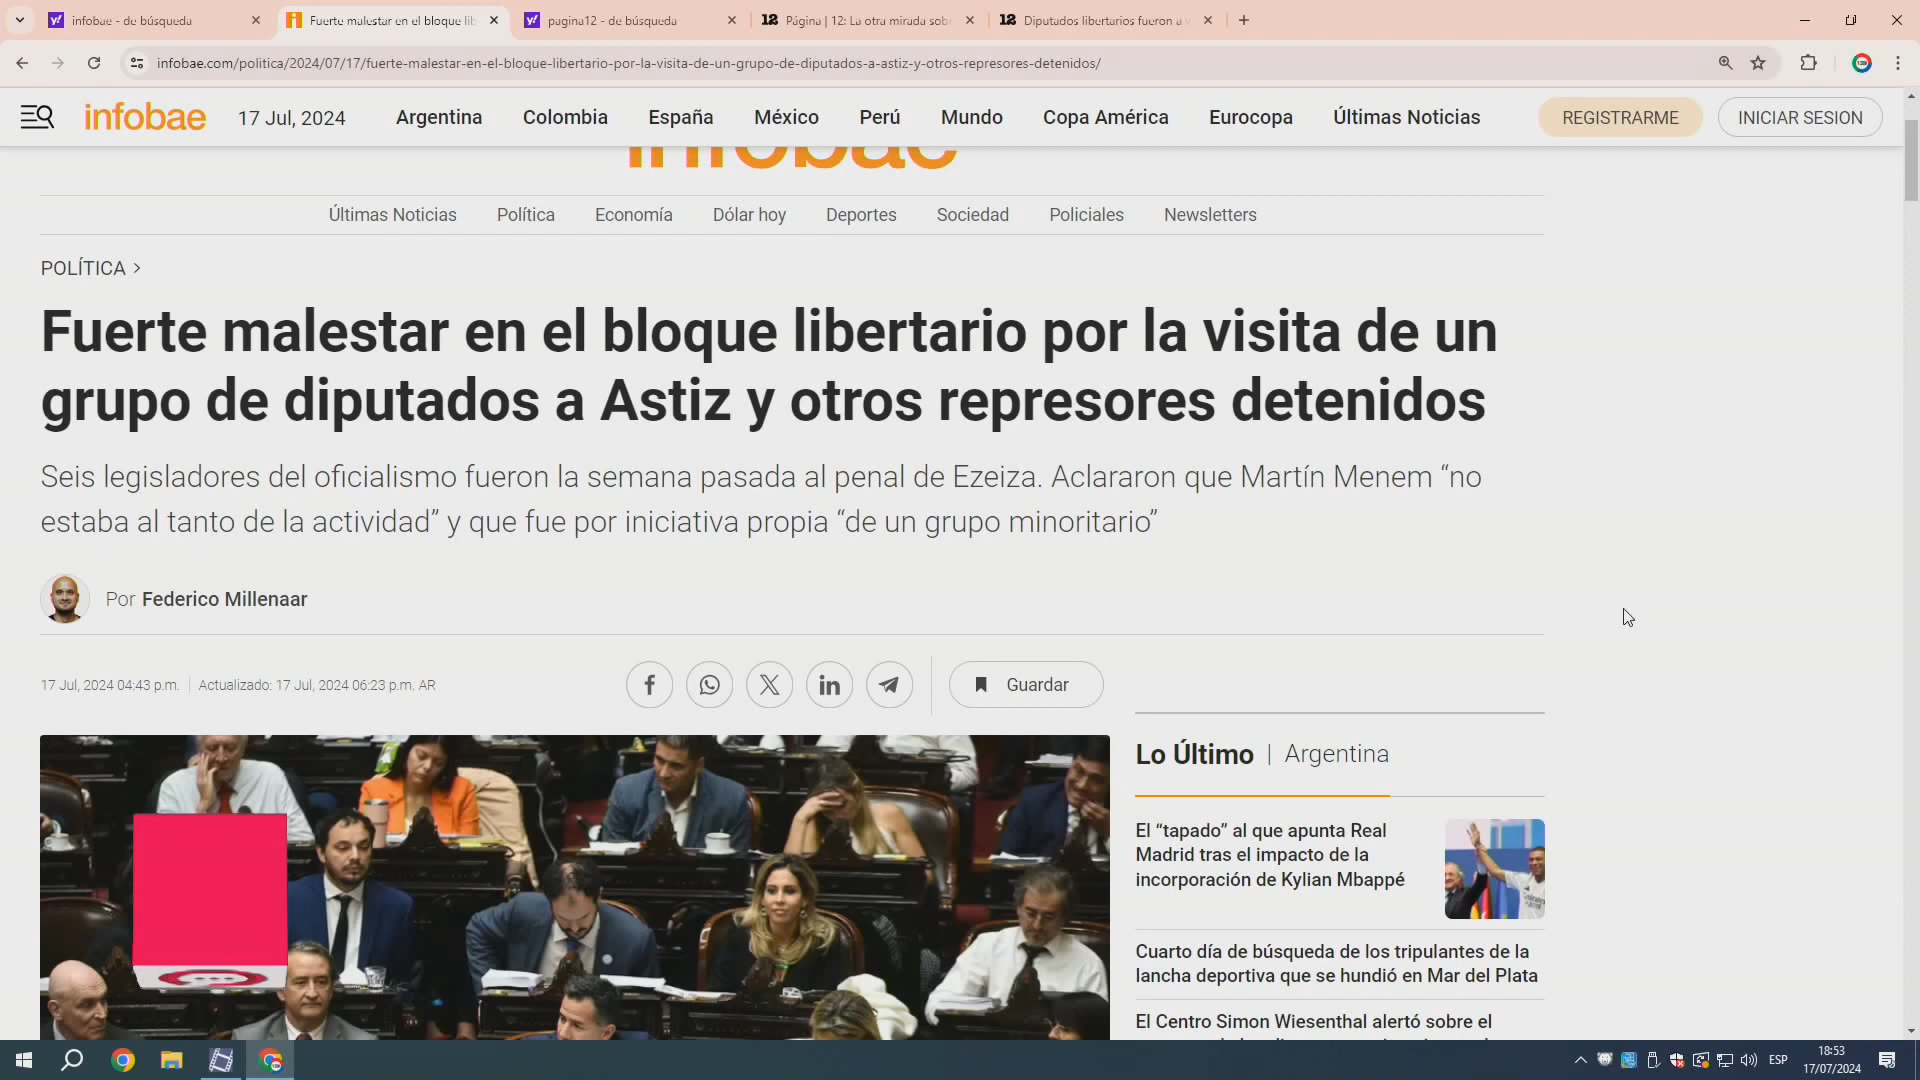 infobae - de búsqueda
Fuerte malestar en el bloque lib
pagina12 - de búsqueda
12 Página | 12: La otra mirada sob
12 Diputados libertarios fueron a v
infobae.com/politica/2024/07/17/fuerte-malestar-en-el-bloque-libertario-por-la-visita-de-un-grupo-de-diputados-a-astiz-y-otros-represores-detenidos/
infobae
17 Jul, 2024
Argentina
Colombia
España
México
Perú
Mundo
Copa América
Eurocopa
Últimas Noticias
REGISTRARME
INICIAR SESION
infobae
Últimas Noticias
Política
Economía
Dólar hoy
Deportes
Sociedad
Policiales
Newsletters
POLÍTICA >
Fuerte malestar en el bloque libertario por la visita de un
grupo de diputados a Astiz y otros represores detenidos
Seis legisladores del oficialismo fueron la semana pasada al penal de Ezeiza. Aclararon que Martín Menem “no
estaba al tanto de la actividad” y que fue por iniciativa propia “de un grupo minoritario”
Por Federico Millenaar
17 Jul, 2024 04:43 p.m.
Actualizado: 17 Jul, 2024 06:23 p.m. AR
Guardar
Lo Último | Argentina
El “tapado” al que apunta Real
Madrid tras el impacto de la
incorporación de Kylian Mbappé
Cuarto día de búsqueda de los tripulantes de la
lancha deportiva que se hundió en Mar del Plata
El Centro Simon Wiesenthal alertó sobre el
ESP
18:53
17/07/2024